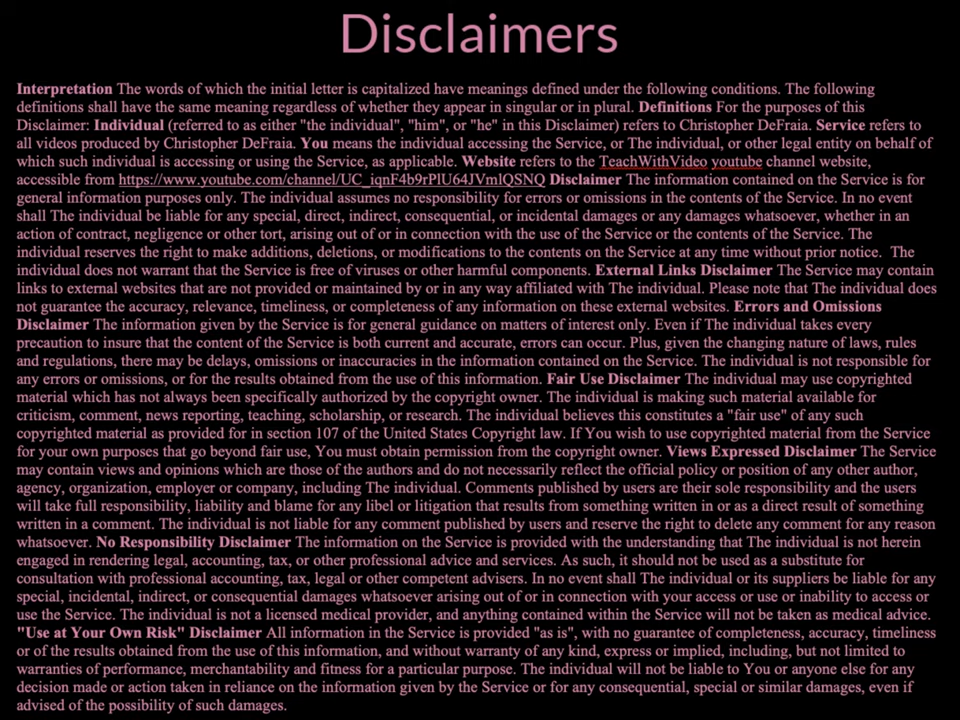 Disclaimers
Interpretation The words of which the initial letter is capitalized have meanings defined under the following conditions. The following
definitions shall have the same meaning regardless of whether they appear in singular or in plural. Definitions For the purposes of this
Disclaimer: Individual (referred to as either "the individual", "him", or "he" in this Disclaimer) refers to Christopher DeFraia. Service refers to
all videos produced by Christopher DeFraia. You means the individual accessing the Service, or The individual, or other legal entity on behalf of
which such individual is accessing or using the Service, as applicable. Website refers to the TeachWithVideo youtube channel website,
accessible from https://www.youtube.com/channel/UC_iqnF4b9rPlU64JVmlQSNQ Disclaimer The information contained on the Service is for
general information purposes only. The individual assumes no responsibility for errors or omissions in the contents of the Service. In no event
shall The individual be liable for any special, direct, indirect, consequential, or incidental damages or any damages whatsoever, whether in an
action of contract, negligence or other tort, arising out of or in connection with the use of the Service or the contents of the Service. The
individual reserves the right to make additions, deletions, or modifications to the contents on the Service at any time without prior notice. The
individual does not warrant that the Service is free of viruses or other harmful components. External Links Disclaimer The Service may contain
links to external websites that are not provided or maintained by or in any way affiliated with The individual. Please note that The individual does
not guarantee the accuracy, relevance, timeliness, or completeness of any information on these external websites. Errors and Omissions
Disclaimer The information given by the Service is for general guidance on matters of interest only. Even if The individual takes every
precaution to insure that the content of the Service is both current and accurate, errors can occur. Plus, given the changing nature of laws, rules
and regulations, there may be delays, omissions or inaccuracies in the information contained on the Service. The individual is not responsible for
any errors or omissions, or for the results obtained from the use of this information. Fair Use Disclaimer The individual may use copyrighted
material which has not always been specifically authorized by the copyright owner. The individual is making such material available for
criticism, comment, news reporting, teaching, scholarship, or research. The individual believes this constitutes a "fair use" of any such
copyrighted material as provided for in section 107 of the United States Copyright law. If You wish to use copyrighted material from the Service
for your own purposes that go beyond fair use, You must obtain permission from the copyright owner. Views Expressed Disclaimer The Service
may contain views and opinions which are those of the authors and do not necessarily reflect the official policy or position of any other author,
agency, organization, employer or company, including The individual. Comments published by users are their sole responsibility and the users
will take full responsibility, liability and blame for any libel or litigation that results from something written in or as a direct result of something
written in a comment. The individual is not liable for any comment published by users and reserve the right to delete any comment for any reason
whatsoever. No Responsibility Disclaimer The information on the Service is provided with the understanding that The individual is not herein
engaged in rendering legal, accounting, tax, or other professional advice and services. As such, it should not be used as a substitute for
consultation with professional accounting, tax, legal or other competent advisers. In no event shall The individual or its suppliers be liable for any
special, incidental, indirect, or consequential damages whatsoever arising out of or in connection with your access or use or inability to access or
use the Service. The individual is not a licensed medical provider, and anything contained within the Service will not be taken as medical advice.
"Use at Your Own Risk" Disclaimer All information in the Service is provided "as is", with no guarantee of completeness, accuracy, timeliness
or of the results obtained from the use of this information, and without warranty of any kind, express or implied, including, but not limited to
warranties of performance, merchantability and fitness for a particular purpose. The individual will not be liable to You or anyone else for any
decision made or action taken in reliance on the information given by the Service or for any consequential, special or similar damages, even if
advised of the possibility of such damages.